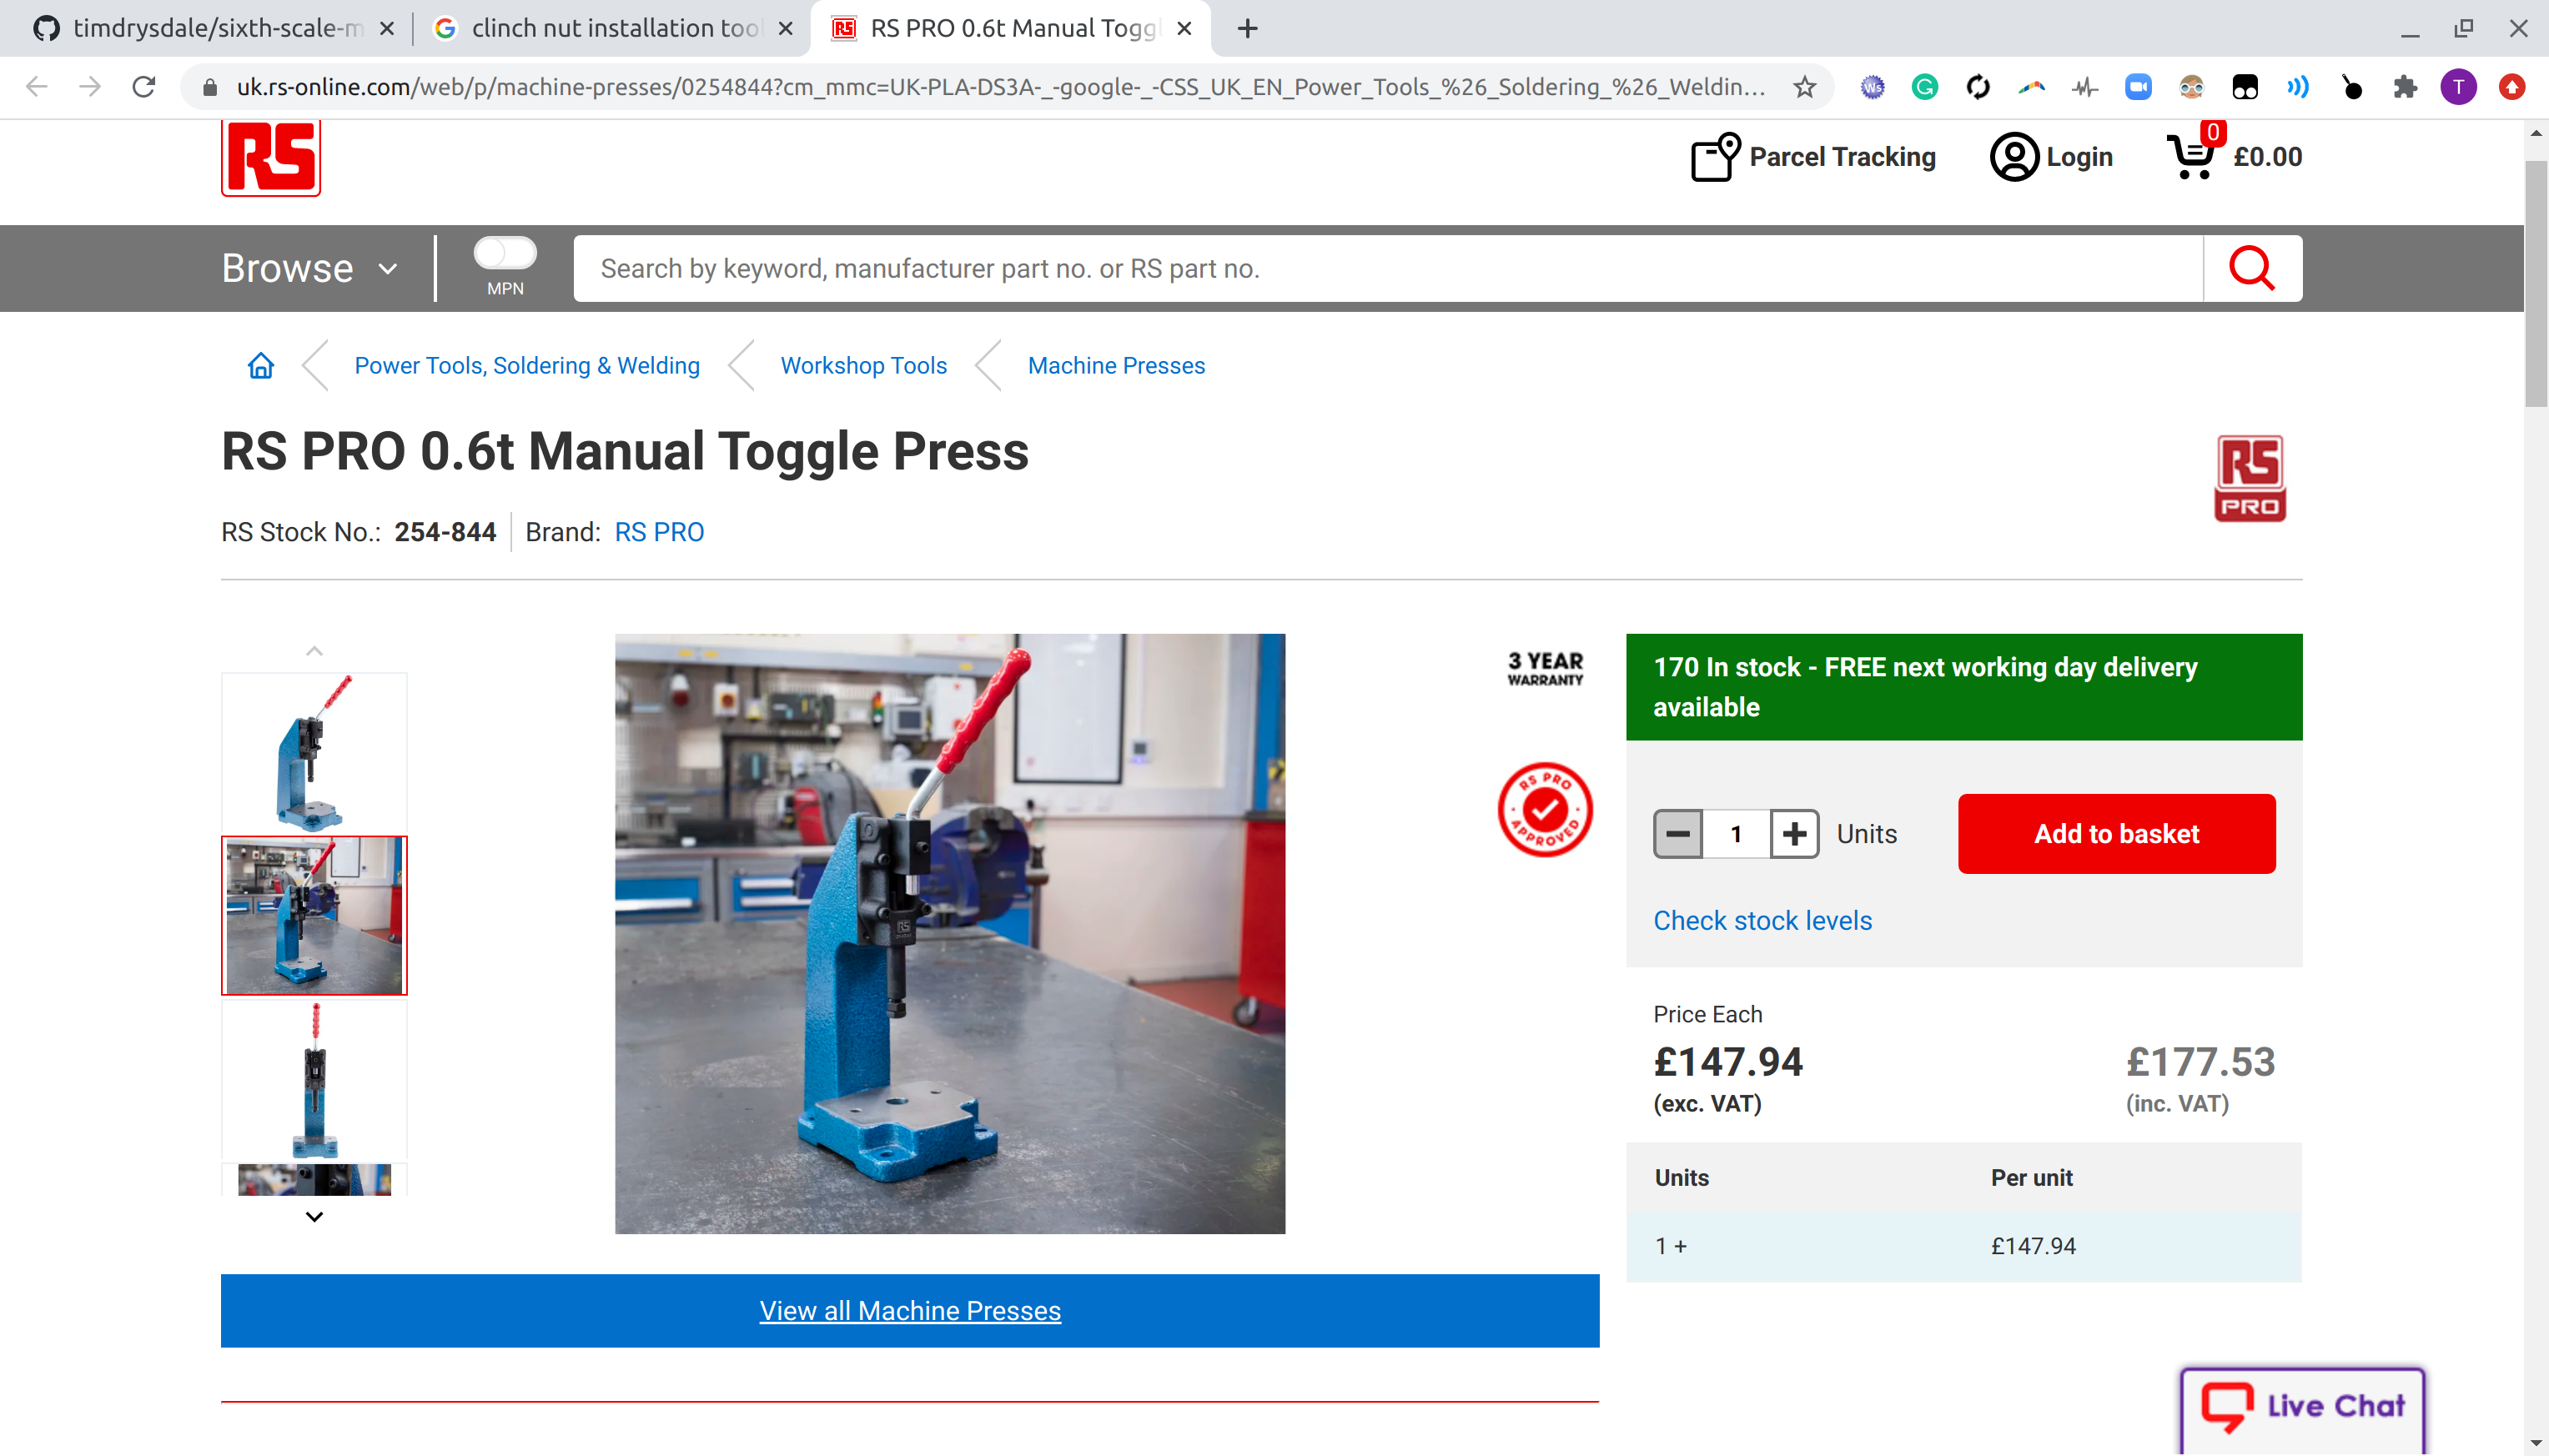 timdrysdale/sixth-scale-m
clinch nut installation too
RS PRO 0.6t Manual Togg
uk.rs-online.com/web/p/machine-presses/0254844?cm_mmc=UK-PLA-DS3A-_-google-_-CSS_UK_EN_Power_Tools_%26_Soldering_%26_Weldin...
Ws
G
T
RS
Parcel Tracking
Login
0
£0.00
Browse
MPN
Search by keyword, manufacturer part no. or RS part no.
Power Tools, Soldering & Welding
Workshop Tools
Machine Presses
RS PRO 0.6t Manual Toggle Press
RS
PRO
RS Stock No.: 254-844
Brand: RS PRO
3 YEAR
WARRANTY
RS PRO
APPROVED
RS
170 In stock - FREE next working day delivery
available
1
Units
Add to basket
Check stock levels
Price Each
£147.94
£177.53
(exc. VAT)
(inc. VAT)
Units
Per unit
1 +
£147.94
View all Machine Presses
Live Chat